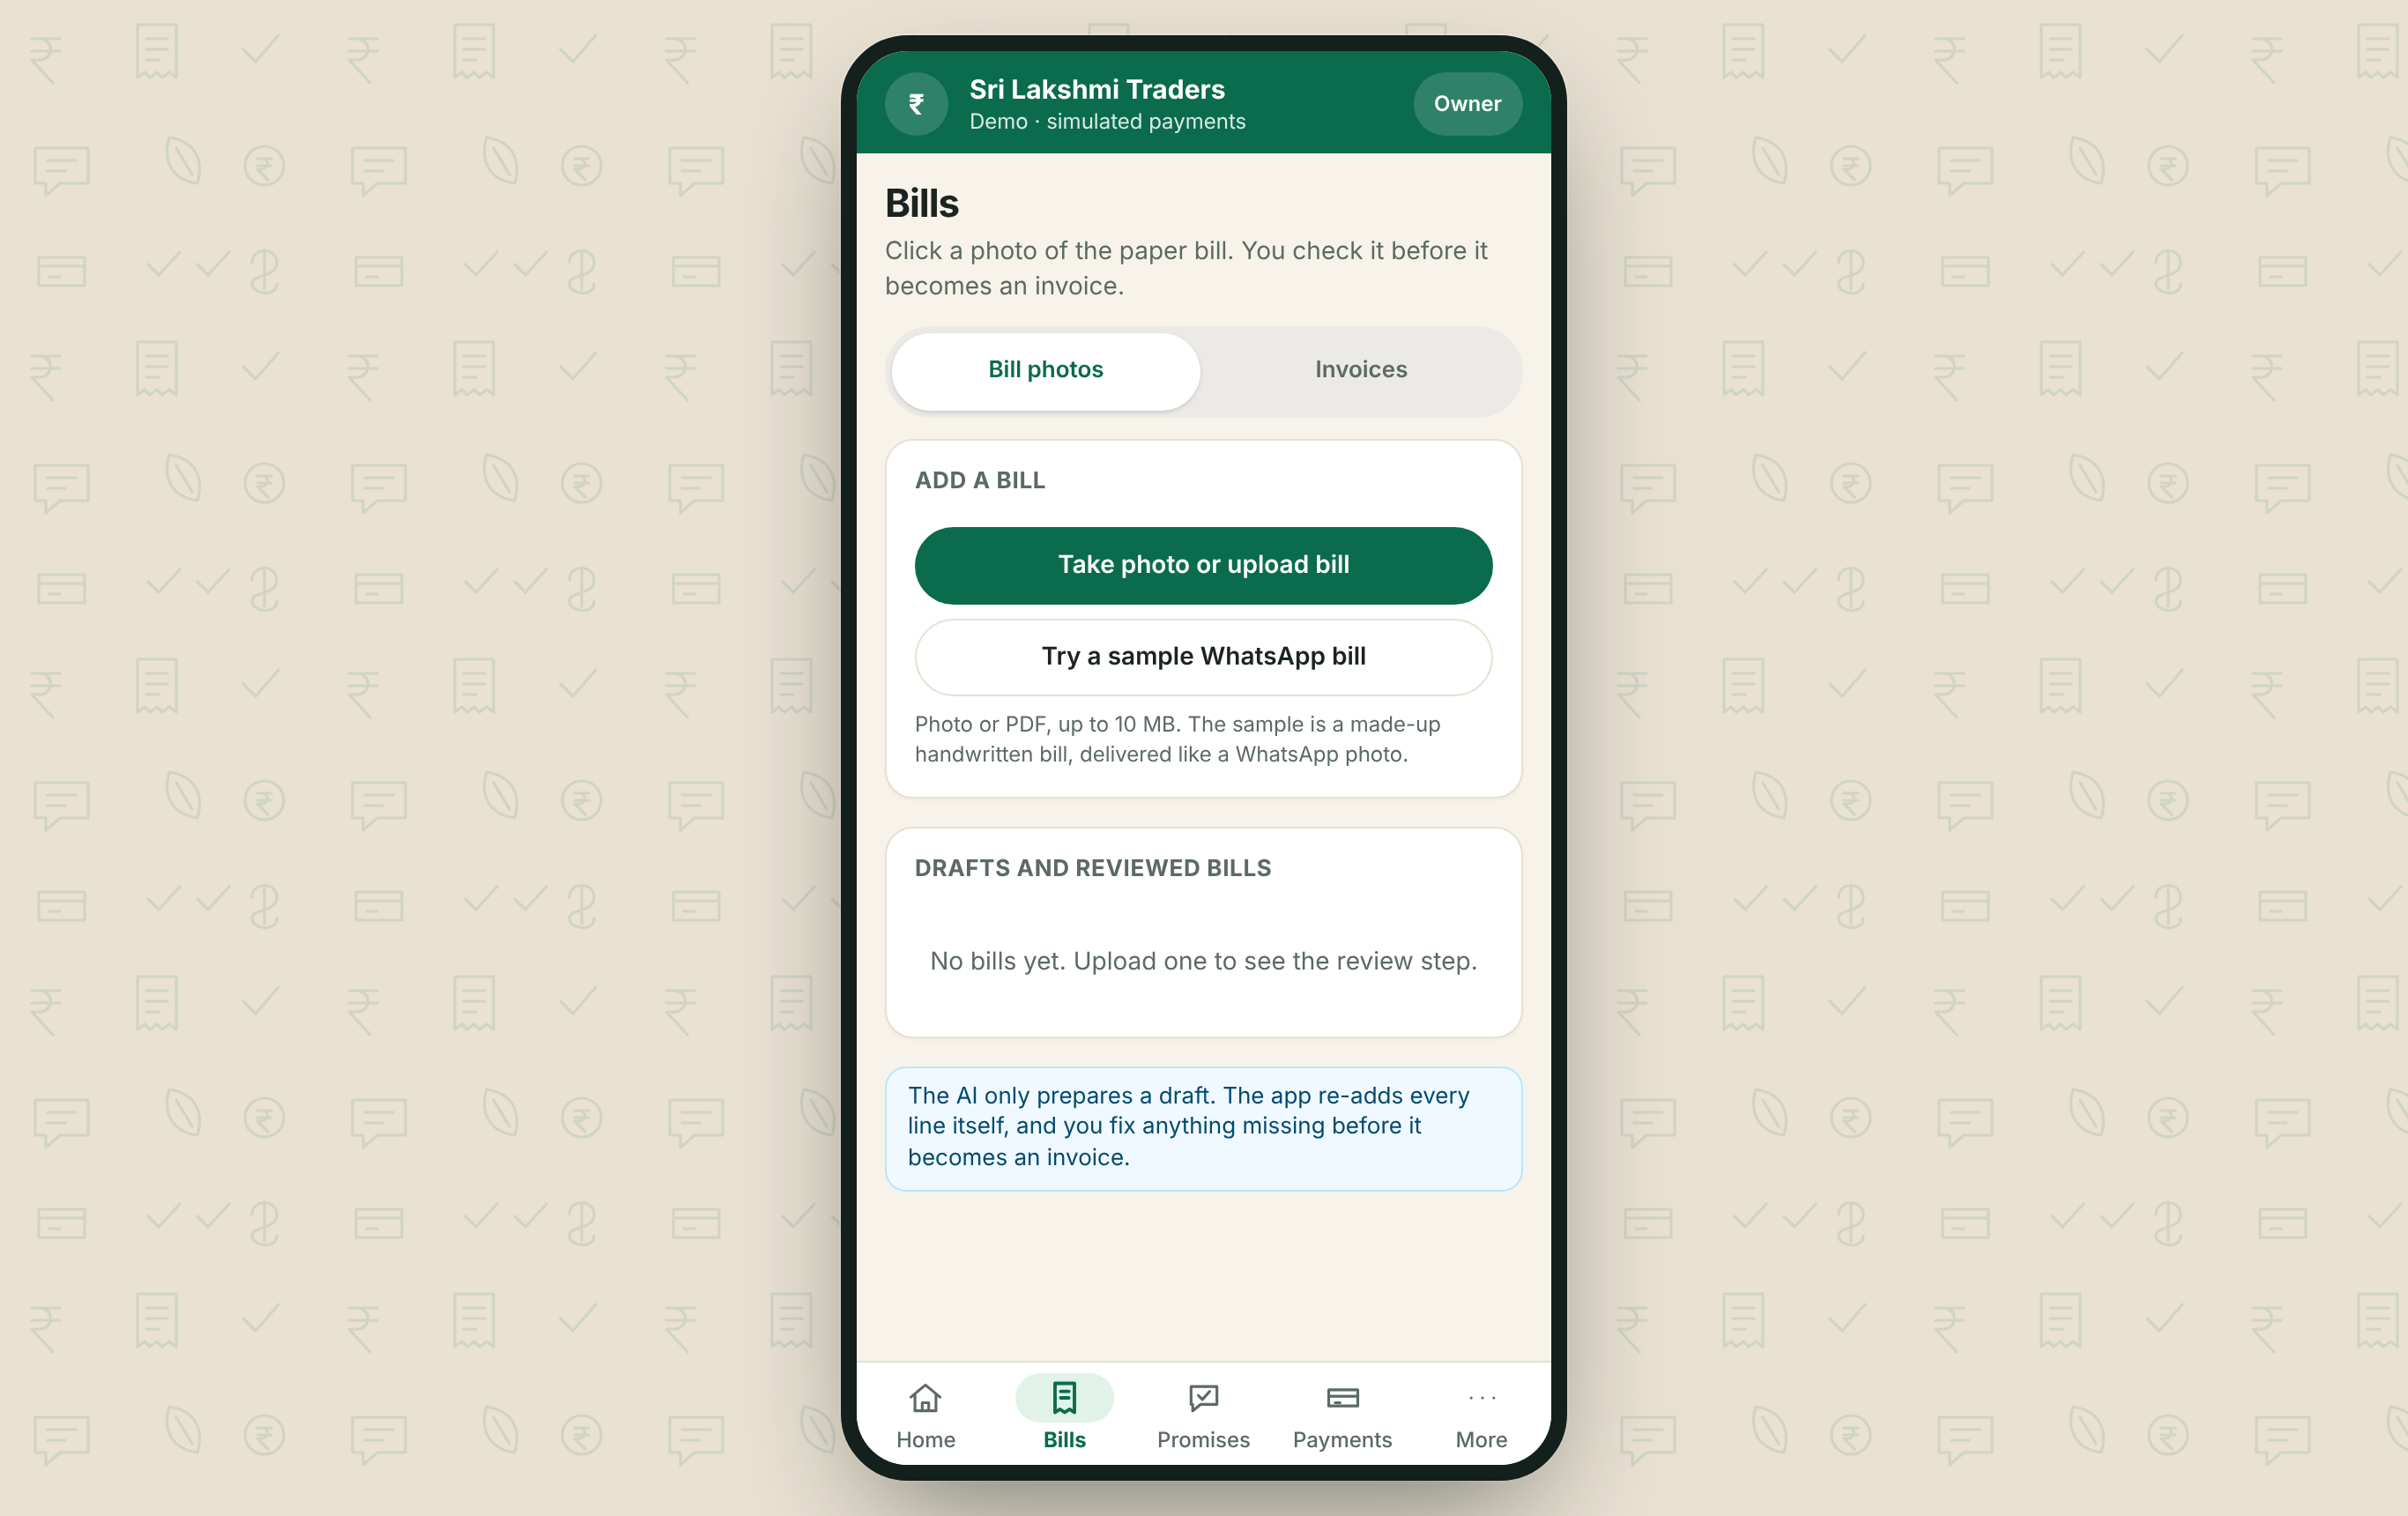 ₹
Sri Lakshmi Traders
Demo · simulated payments
Owner
Bills
Click a photo of the paper bill. You check it before it
becomes an invoice.
Bill photos
Invoices
ADD A BILL
Take photo or upload bill
Try a sample WhatsApp bill
Photo or PDF, up to 10 MB. The sample is a made-up
handwritten bill, delivered like a WhatsApp photo.
DRAFTS AND REVIEWED BILLS
No bills yet. Upload one to see the review step.
The AI only prepares a draft. The app re-adds every
line itself, and you fix anything missing before it
becomes an invoice.
Home
Bills
Promises
Payments
More